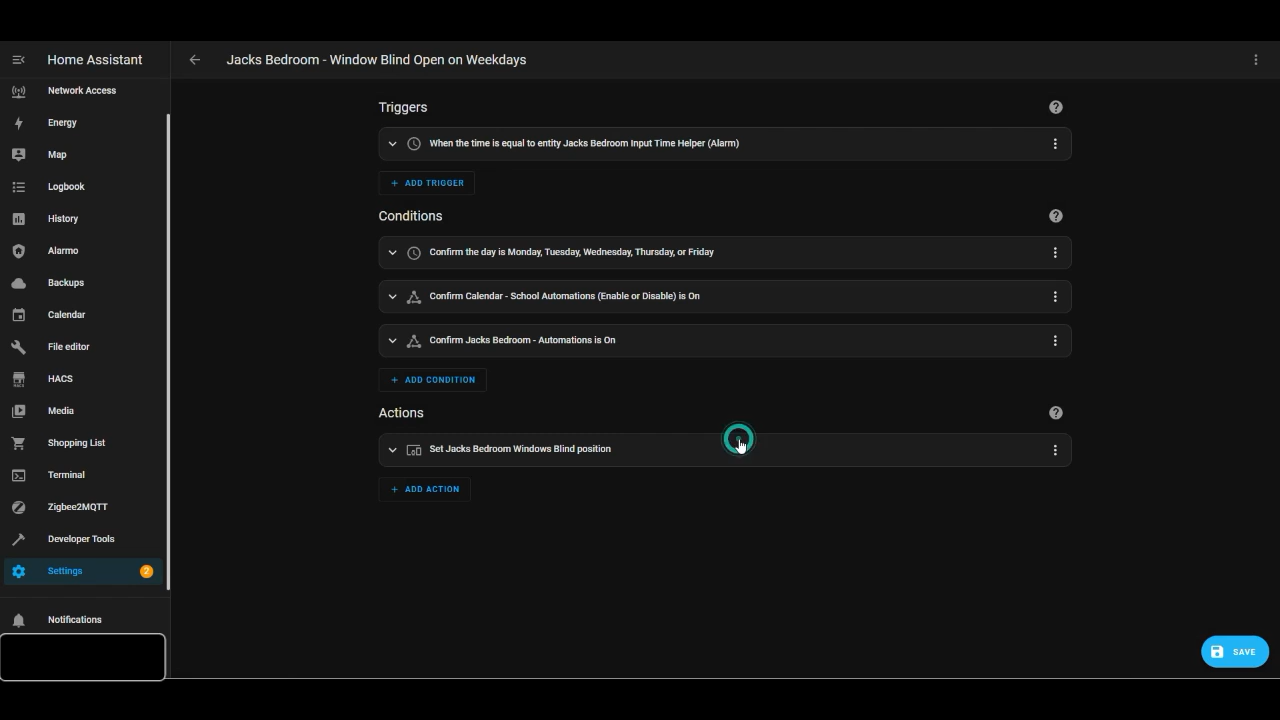 Home Assistant
Network Access
Energy
Map
Logbook
History
Alarmo
Backups
Calendar
File editor
HACS
Media
Shopping List
Terminal
Zigbee2MQTT
Developer Tools
Settings
2
Notifications
Jacks Bedroom - Window Blind Open on Weekdays
Triggers
When the time is equal to entity Jacks Bedroom Input Time Helper (Alarm)
+ ADD TRIGGER
Conditions
Confirm the day is Monday, Tuesday, Wednesday, Thursday, or Friday
Confirm Calendar - School Automations (Enable or Disable) is On
Confirm Jacks Bedroom - Automations is On
+ ADD CONDITION
Actions
Set Jacks Bedroom Windows Blind position
+ ADD ACTION
SAVE